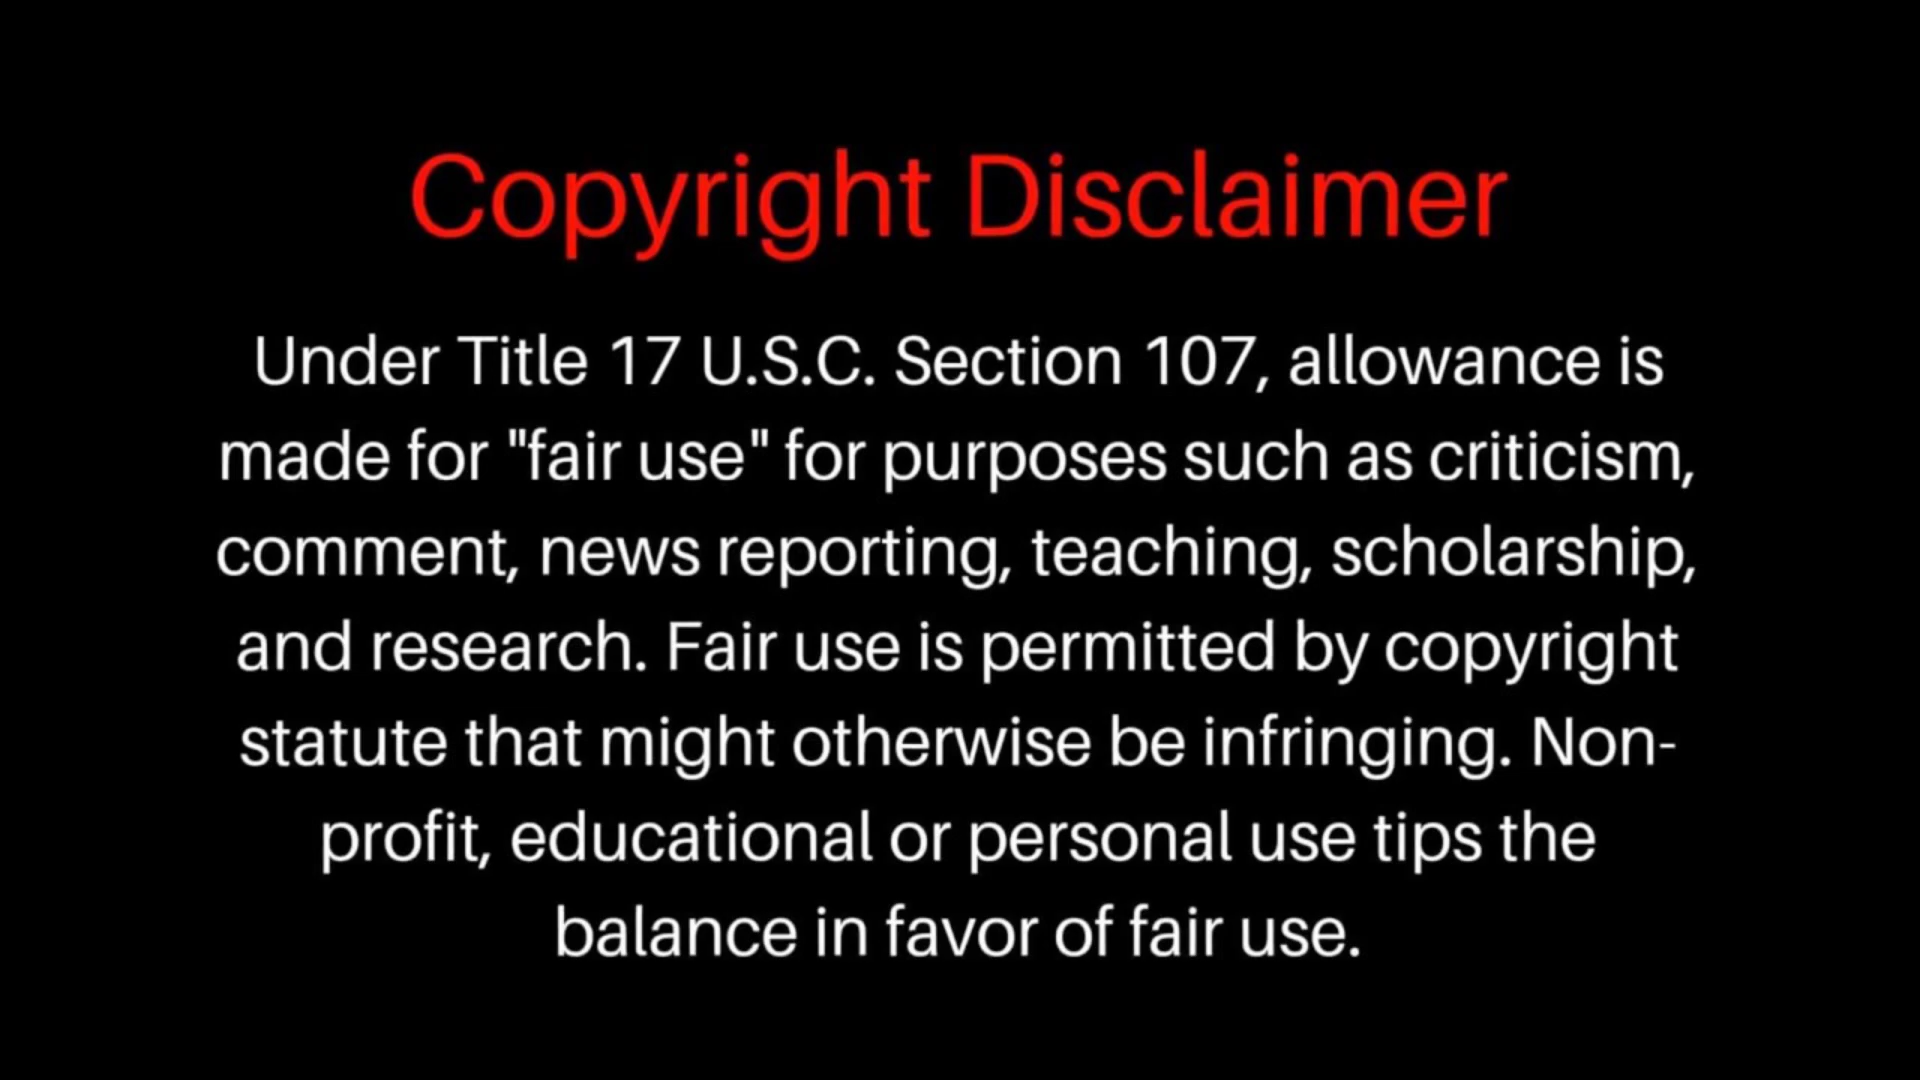 Copyright Disclaimer
Under Title 17 U.S.C. Section 107, allowance is
made for "fair use" for purposes such as criticism,
comment, news reporting, teaching, scholarship,
and research. Fair use is permitted by copyright
statute that might otherwise be infringing. Non-
profit, educational or personal use tips the
balance in favor of fair use.